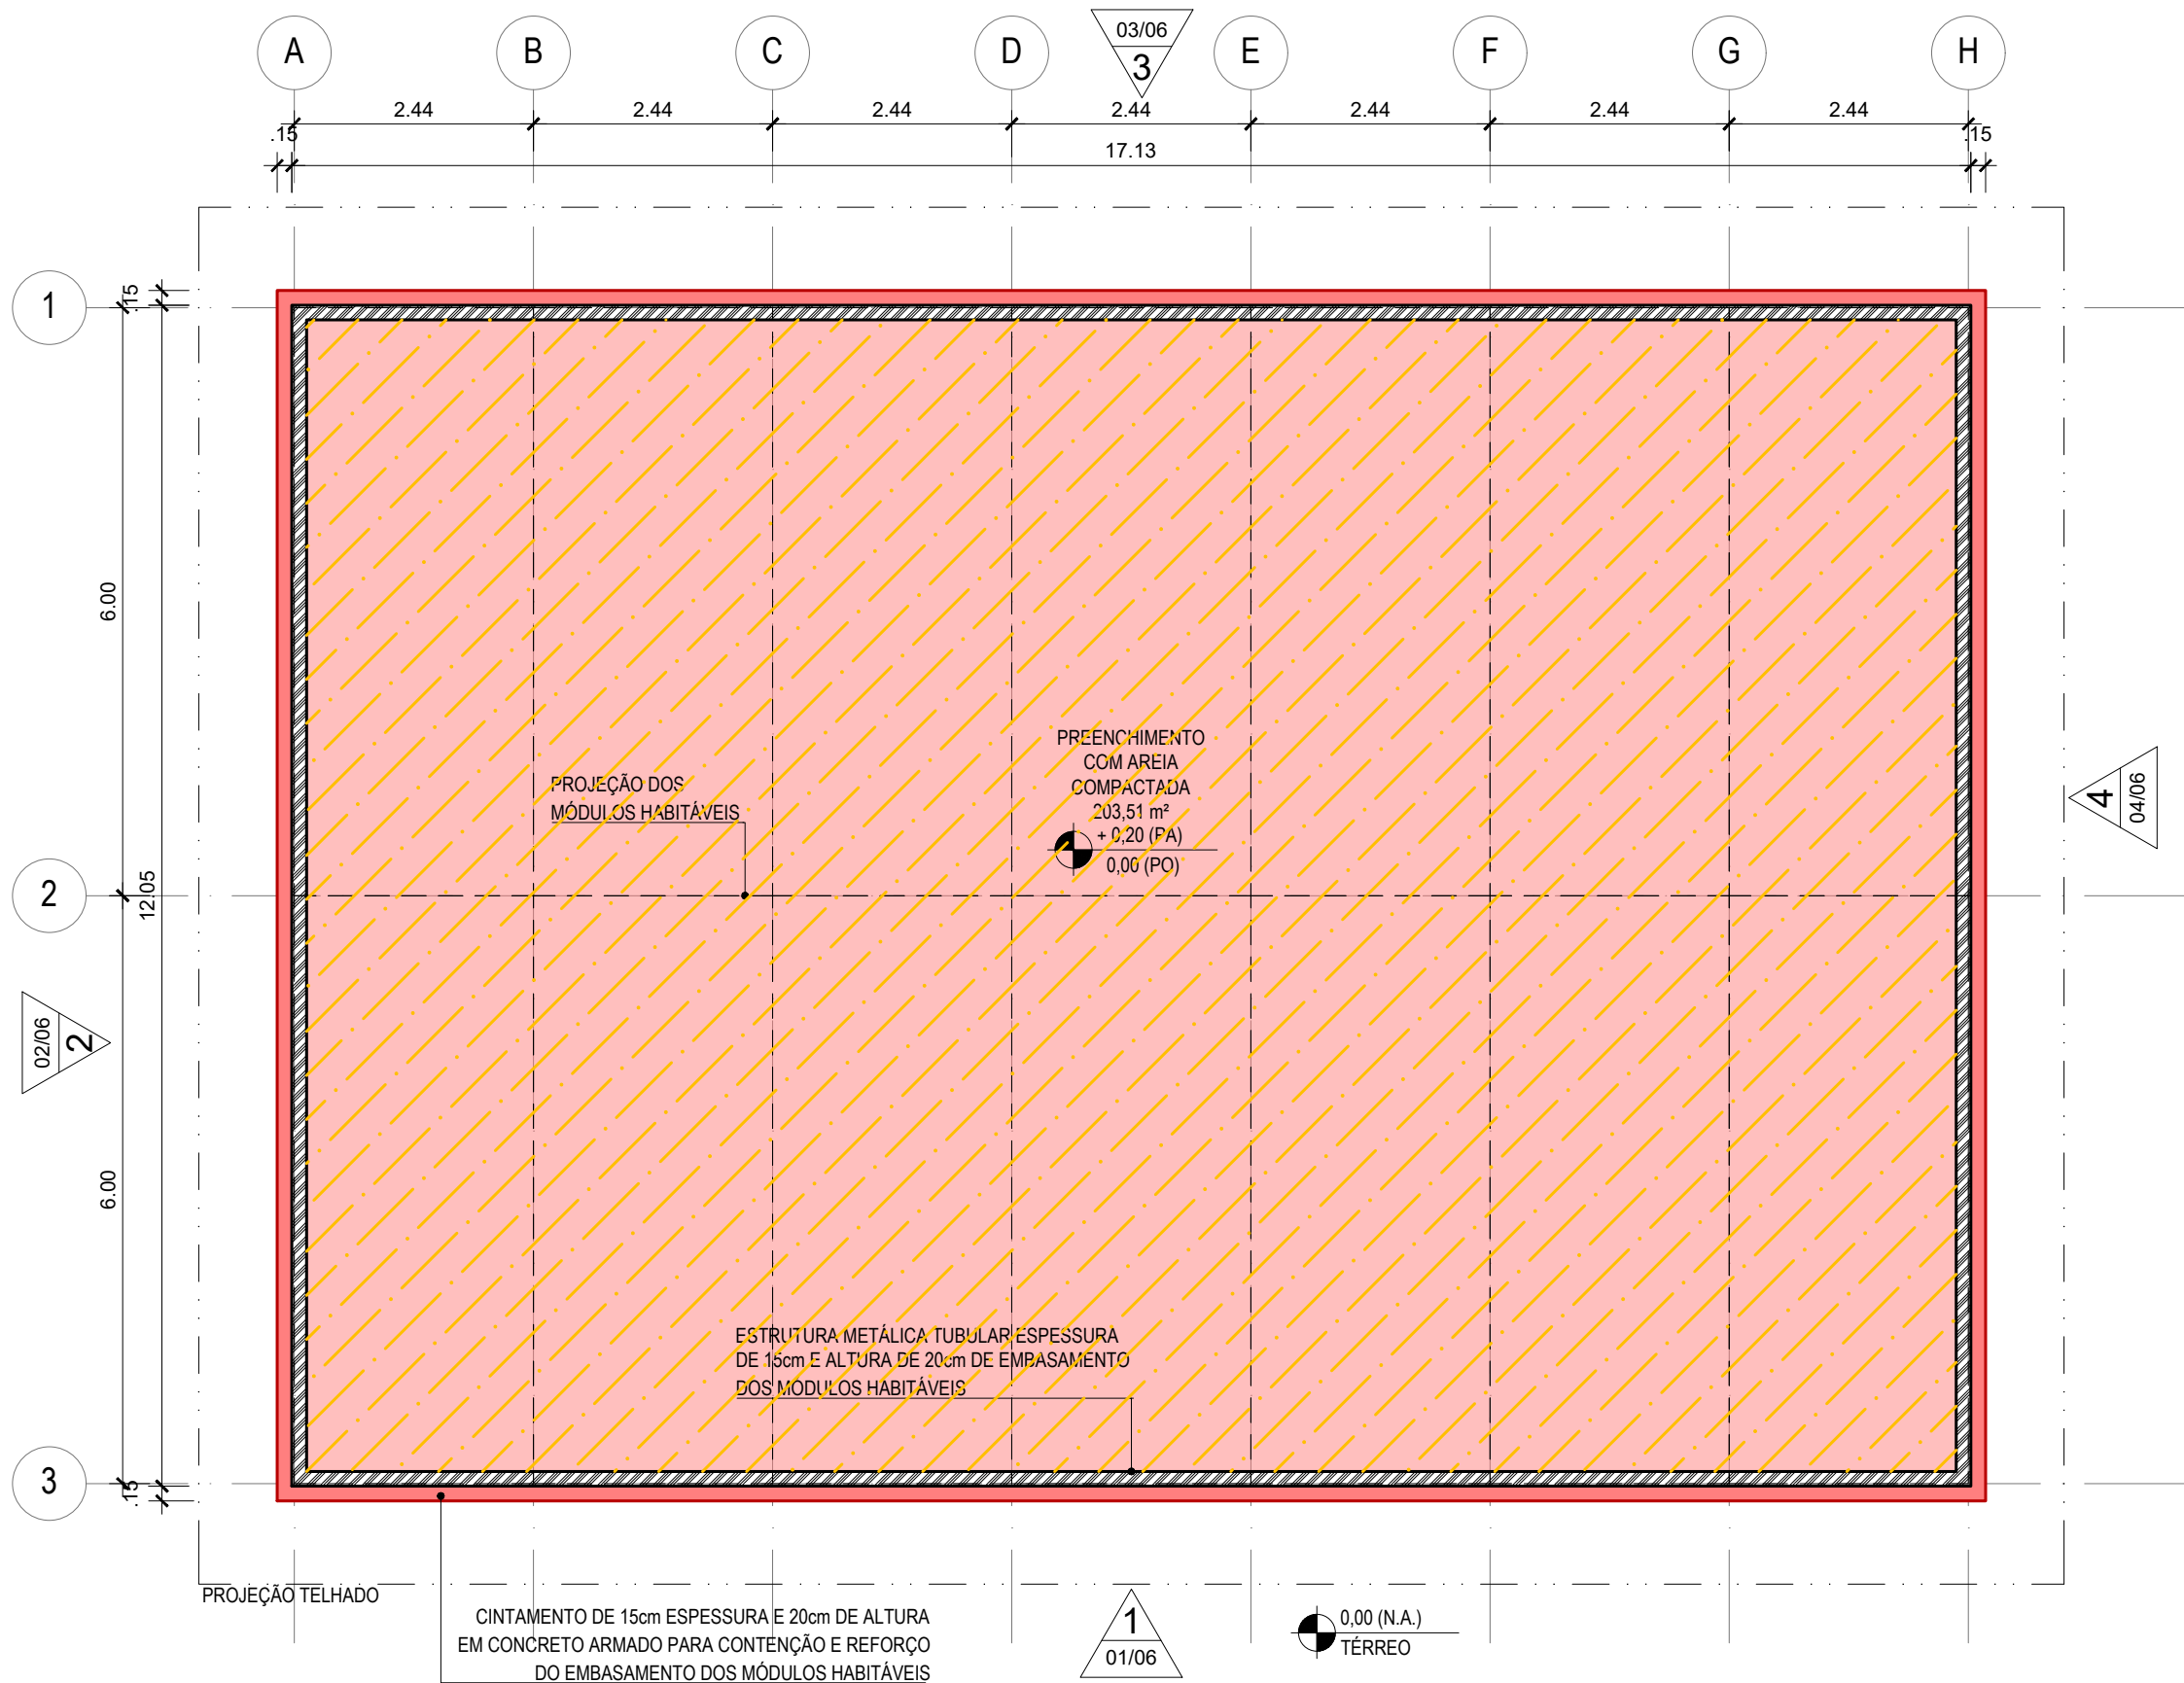 A B C D E F G H
03/06
3
2.44 2.44 2.44 2.44 2.44 2.44 2.44
.15 17.13 .15
.15
1
6.00
PREENCHIMENTO
COM AREIA
COMPACTADA
203,51 m²
+ 0,20 (PA)
0,00 (PO)
PROJEÇÃO DOS
MÓDULOS HABITÁVEIS
4
04/06
2
12.05
02/06
2
6.00
ESTRUTURA METÁLICA TUBULAR ESPESSURA
DE 15cm E ALTURA DE 20cm DE EMBASAMENTO
DOS MODULOS HABITÁVEIS
3
.15
PROJEÇÃO TELHADO
CINTAMENTO DE 15cm ESPESSURA E 20cm DE ALTURA
EM CONCRETO ARMADO PARA CONTENÇÃO E REFORÇO
DO EMBASAMENTO DOS MÓDULOS HABITÁVEIS
1
01/06
0,00 (N.A.)
TÉRREO